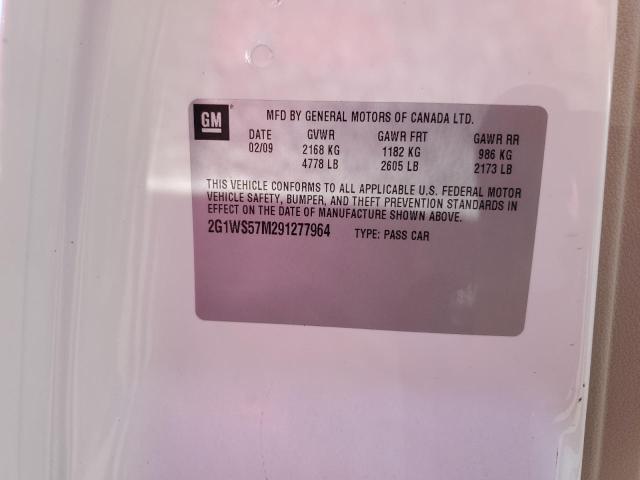 GM ® MFD BY GENERAL MOTORS OF CANADA LTD.
DATE GVWR GAWR FRT GAWR RR
02/09 2168 KG 1182 KG 986 KG
4778 LB 2605 LB 2173 LB
THIS VEHICLE CONFORMS TO ALL APPLICABLE U.S. FEDERAL MOTOR
VEHICLE SAFETY, BUMPER, AND THEFT PREVENTION STANDARDS IN
EFFECT ON THE DATE OF MANUFACTURE SHOWN ABOVE.
2G1WS57M291277964 TYPE: PASS CAR